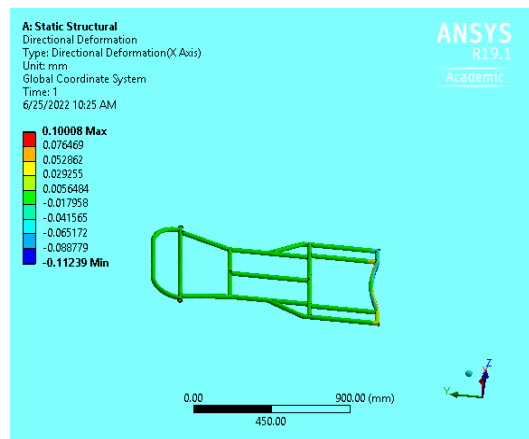 A: Static Structural
Directional Deformation
Type: Directional Deformation(X Axis)
Unit: mm
Global Coordinate System
Time: 1
6/25/2022 10:25 AM
ANSYS
R19.1
Academic
0.10008 Max
0.076469
0.052862
0.029255
0.0056484
-0.017958
-0.041565
-0.065172
-0.088779
-0.11239 Min
0.00
900.00 (mm)
450.00
Z
Y